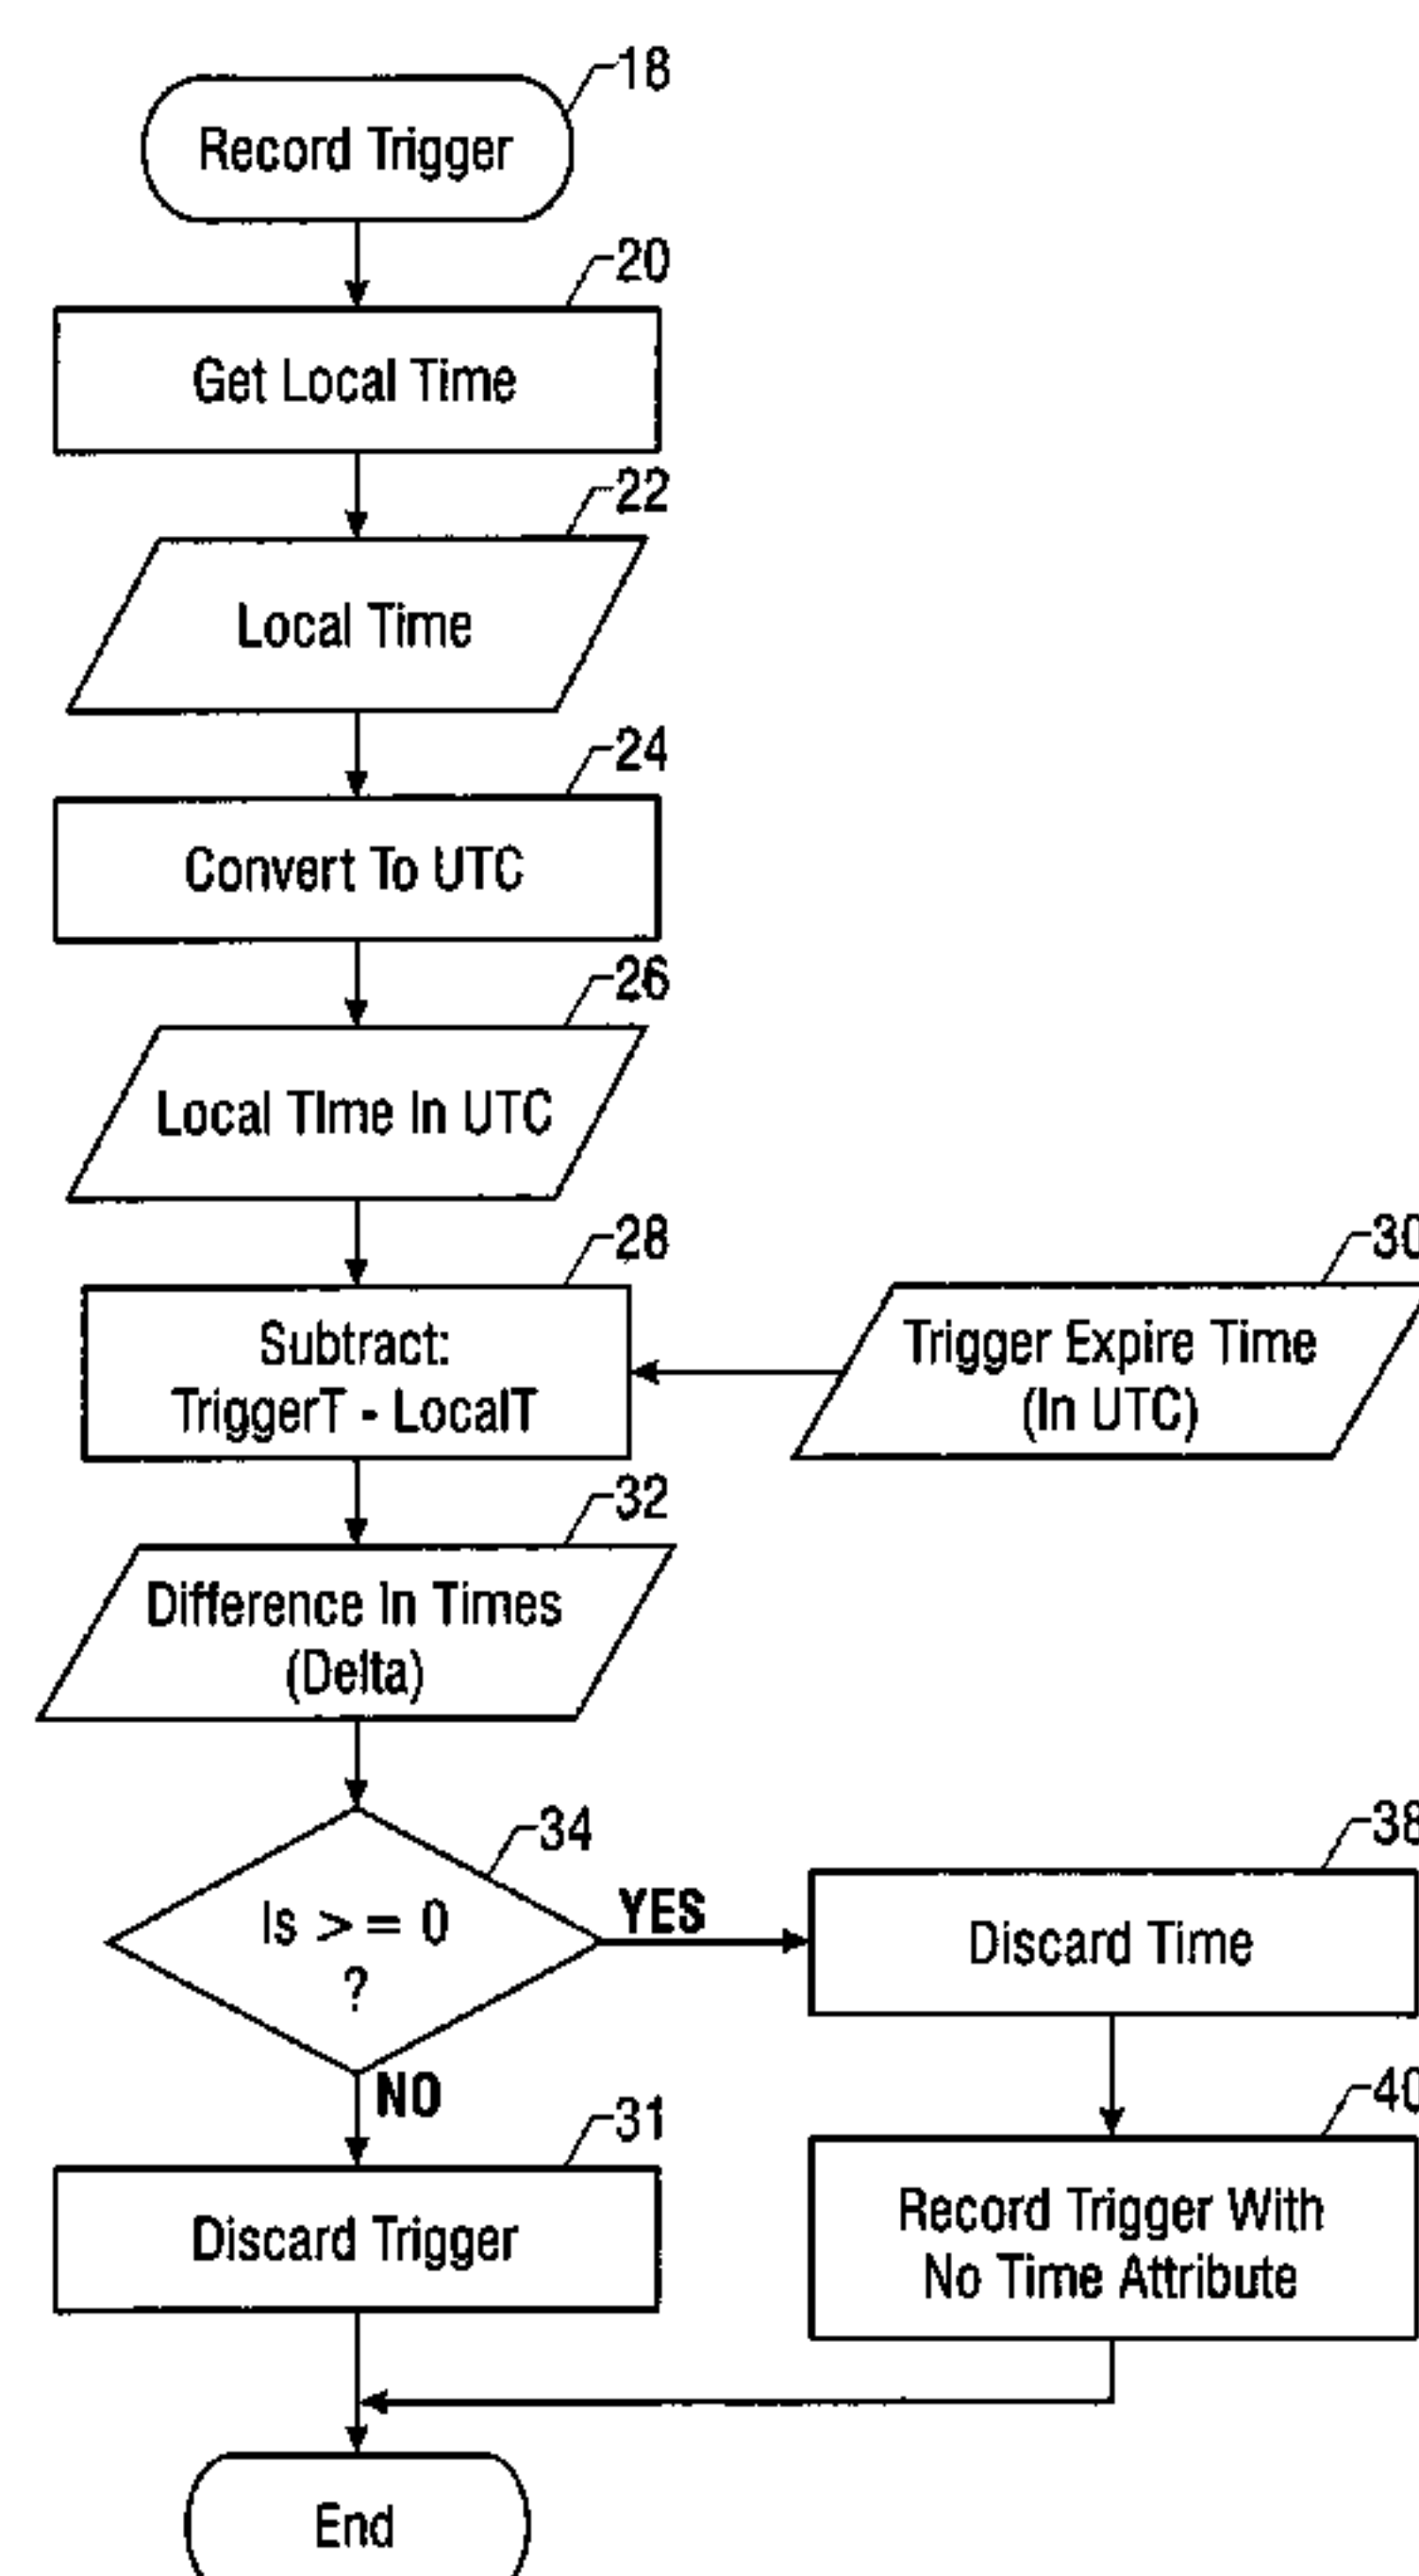 18
Record Trigger
20
Get Local Time
22
Local Time
24
Convert To UTC
26
Local TIme In UTC
28
Subtract:
TriggerT - LocalT
30
Trigger Expire Time
(In UTC)
32
Difference In Times
(Delta)
34
Is > = 0
?
YES
38
Discard Time
NO
31
Discard Trigger
40
Record Trigger With
No Time Attribute
End